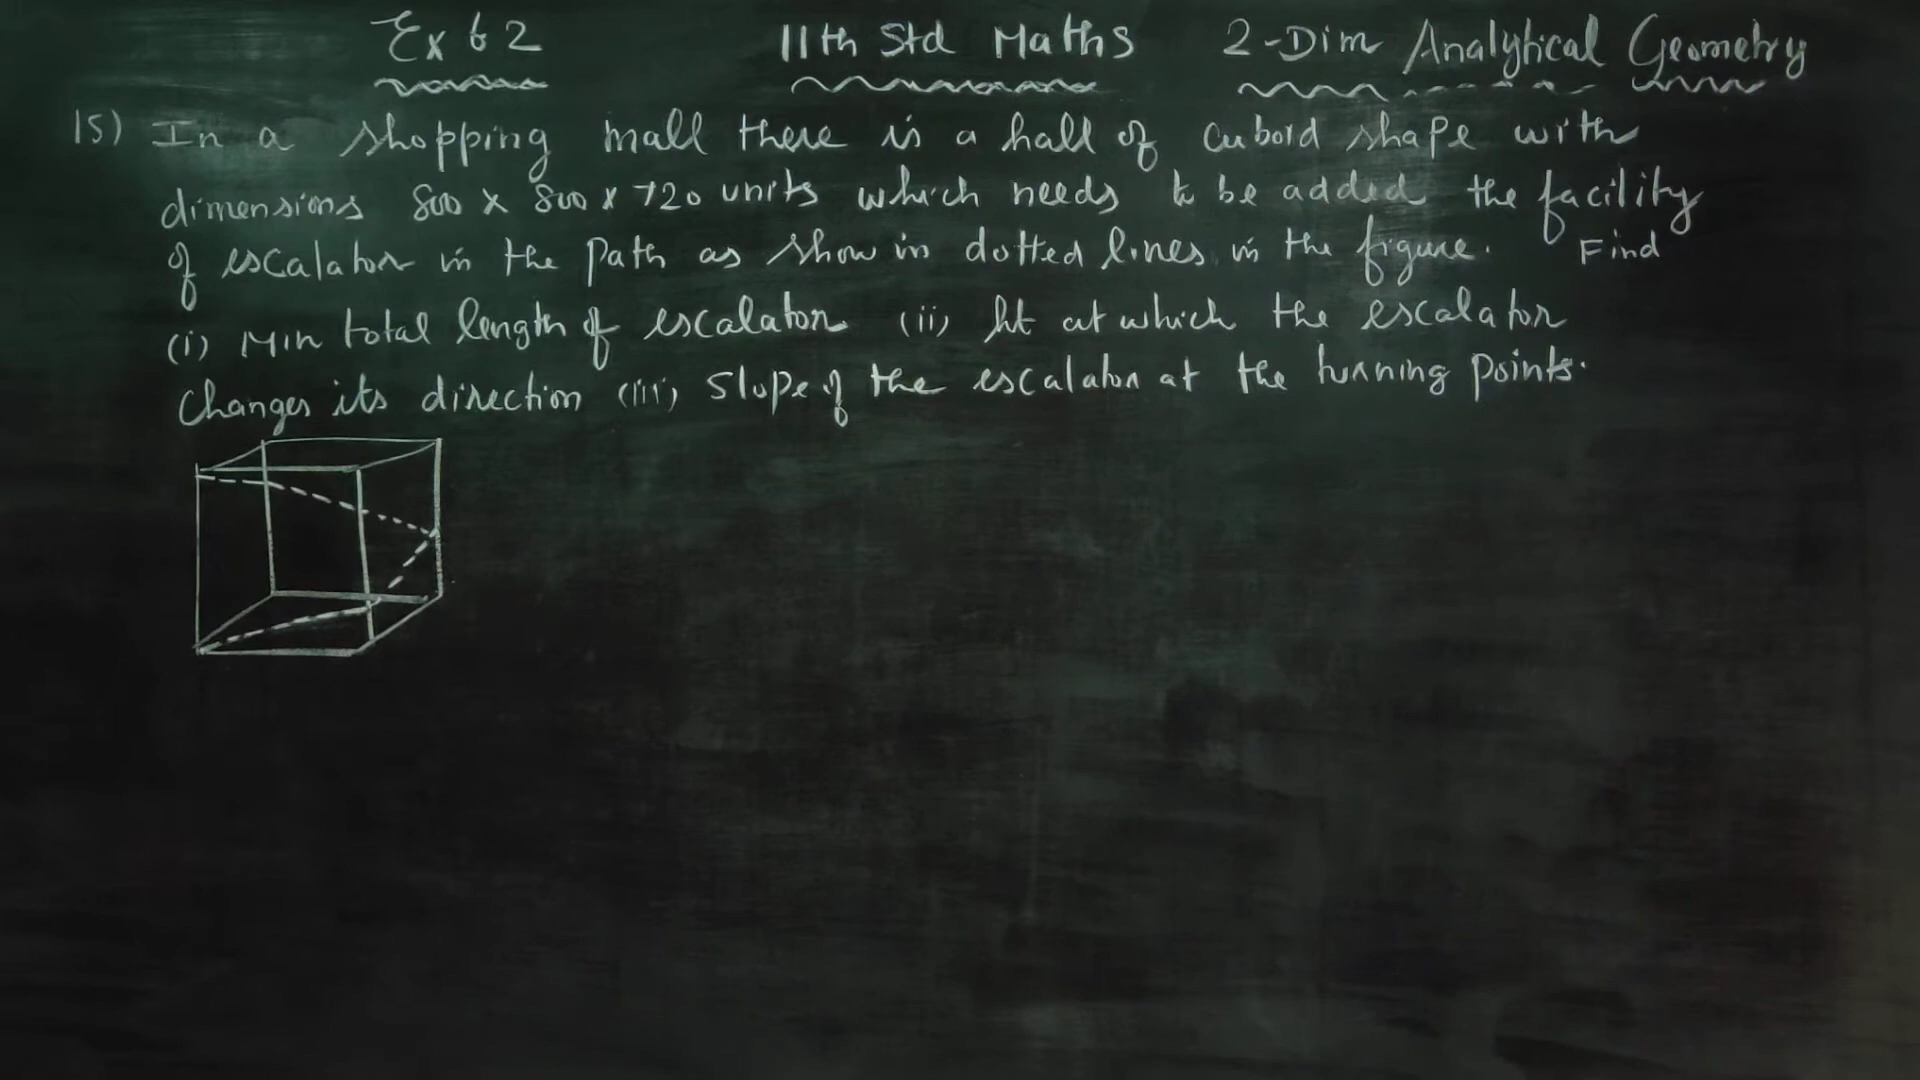 Ex 6 2 11th Std Maths 2-Dim Analytical Geometry
15) In a shopping mall there is a hall of cuboid shape with
dimensions 800 x 800 x 720 units which needs to be added the facility
of escalator in the path as show in dotted lines in the figure. Find
(i) Min total length of escalator (ii) ht at which the escalator
changes its direction (iii) slope of the escalator at the turning points.